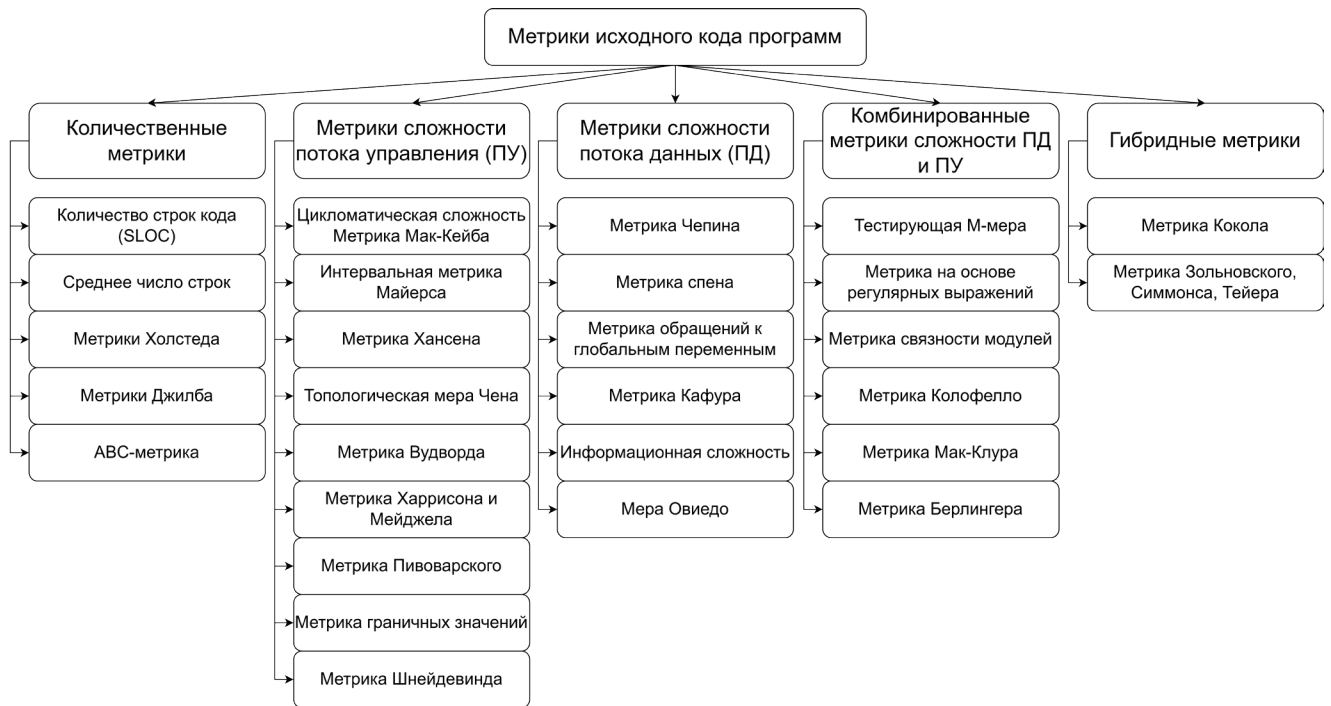 Метрики исходного кода программ
Количественные
метрики
Количество строк кода
(SLOC)
Среднее число строк
Метрики Холстеда
Метрики Джилба
ABC-метрика
Метрики сложности
потока управления (ПУ)
Цикломатическая сложность
Метрика Мак-Кейба
Интервальная метрика
Майерса
Метрика Хансена
Топологическая мера Чена
Метрика Вудворда
Метрика Харрисона и
Мейджела
Метрика Пивоварского
Метрика граничных значений
Метрика Шнейдевинда
Метрики сложности
потока данных (ПД)
Метрика Чепина
Метрика спена
Метрика обращений к
глобальным переменным
Метрика Кафура
Информационная сложность
Мера Овиедо
Комбинированные
метрики сложности ПД
и ПУ
Тестирующая М-мера
Метрика на основе
регулярных выражений
Метрика связности модулей
Метрика Колофелло
Метрика Мак-Клура
Метрика Берлингера
Гибридные метрики
Метрика Кокола
Метрика Зольновского,
Симмонса, Тейера